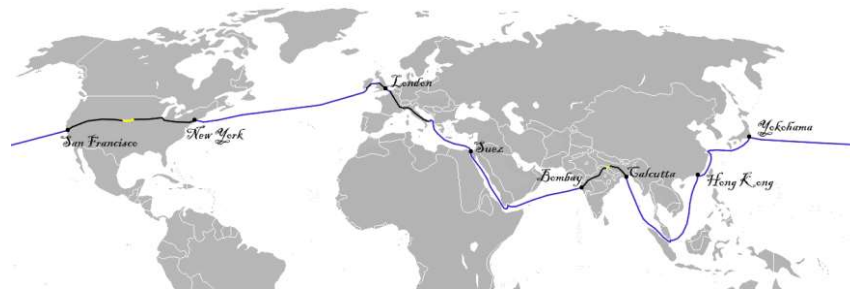 London
San Francisco
New York
Suez
Bombay
Calcutta
Hong Kong
Yokohama